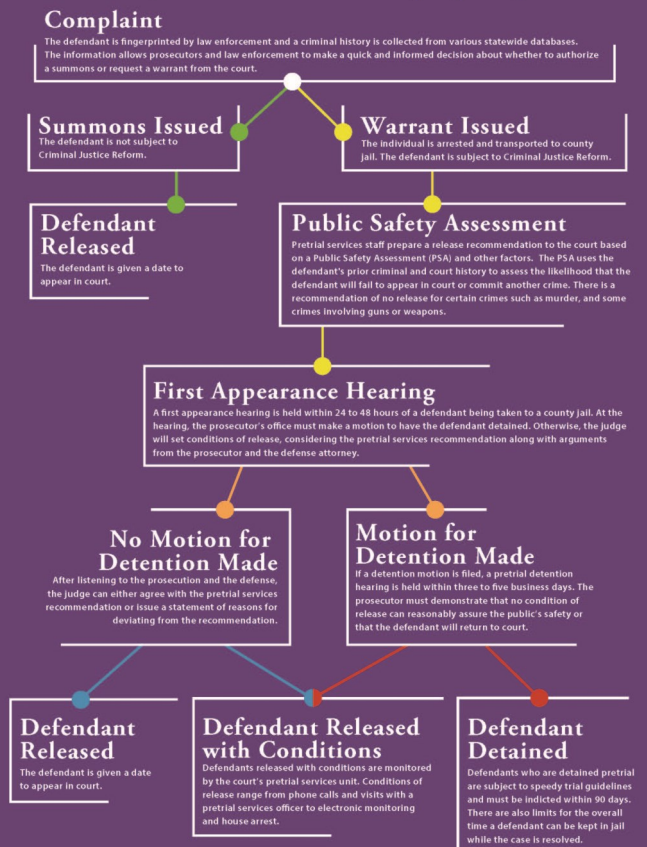 Complaint
The defendant is fingerprinted by law enforcement and a criminal history is collected from various statewide databases.
The information allows prosecutors and law enforcement to make a quick and informed decision about whether to authorize
a summons or request a warrant from the court.
Summons Issued
The defendant is not subject to
Criminal Justice Reform.
Warrant Issued
The individual is arrested and transported to county
jail. The defendant is subject to Criminal Justice Reform.
Defendant
Released
The defendant is given a date to
appear in court.
Public Safety Assessment
Pretrial services staff prepare a release recommendation to the court based
on a Public Safety Assessment (PSA) and other factors. The PSA uses the
defendant's prior criminal and court history to assess the likelihood that the
defendant will fail to appear in court or commit another crime. There is a
recommendation of no release for certain crimes such as murder, and some
crimes involving guns or weapons.
First Appearance Hearing
A first appearance hearing is held within 24 to 48 hours of a defendant being taken to a county jail. At the
hearing, the prosecutor's office must make a motion to have the defendant detained. Otherwise, the judge
will set conditions of release, considering the pretrial services recommendation along with arguments
from the prosecutor and the defense attorney.
No Motion for
Detention Made
After listening to the prosecution and the defense,
the judge can either agree with the pretrial services
recommendation or issue a statement of reasons for
deviating from the recommendation.
Motion for
Detention Made
If a detention motion is filed, a pretrial detention
hearing is held within three to five business days. The
prosecutor must demonstrate that no condition of
release can reasonably assure the public's safety or
that the defendant will return to court.
Defendant
Released
The defendant is given a date
to appear in court.
Defendant Released
with Conditions
Defendants released with conditions are monitored
by the court's pretrial services unit. Conditions of
release range from phone calls and visits with a
pretrial services officer to electronic monitoring
and house arrest.
Defendant
Detained
Defendants who are detained pretrial
are subject to speedy trial guidelines
and must be indicted within 90 days.
There are also limits for the overall
time a defendant can be kept in jail
while the case is resolved.